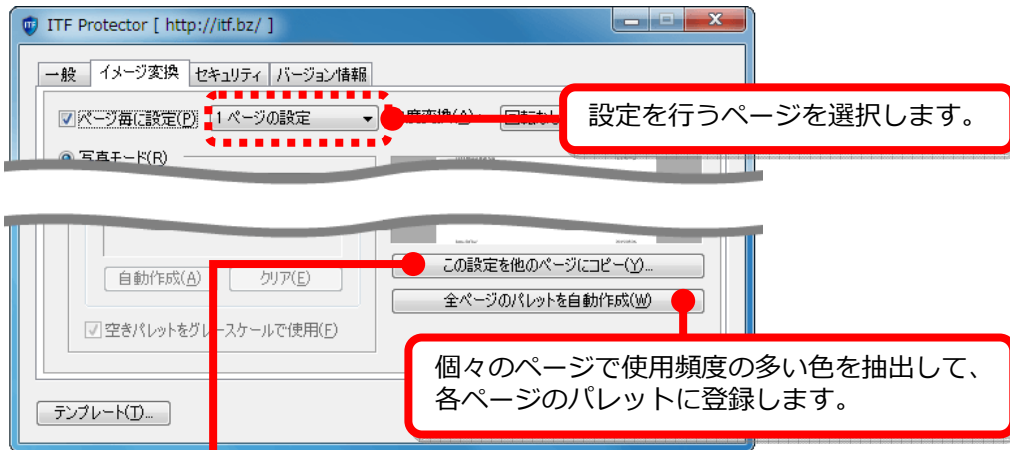 ITF Protector [ http://itf.bz/ ]
一般 イメージ変換 セキュリティ バージョン情報
ページ毎に設定(P) 1 ページの設定
設定を行うページを選択します。
写真モード(R)
この設定を他のページにコピー(Y)...
自動作成(A) クリア(E)
全ページのパレットを自動作成(W)
空きパレットをグレースケールで使用(F)
個々のページで使用頻度の多い色を抽出して、
各ページのパレットに登録します。
テンプレート(T)...